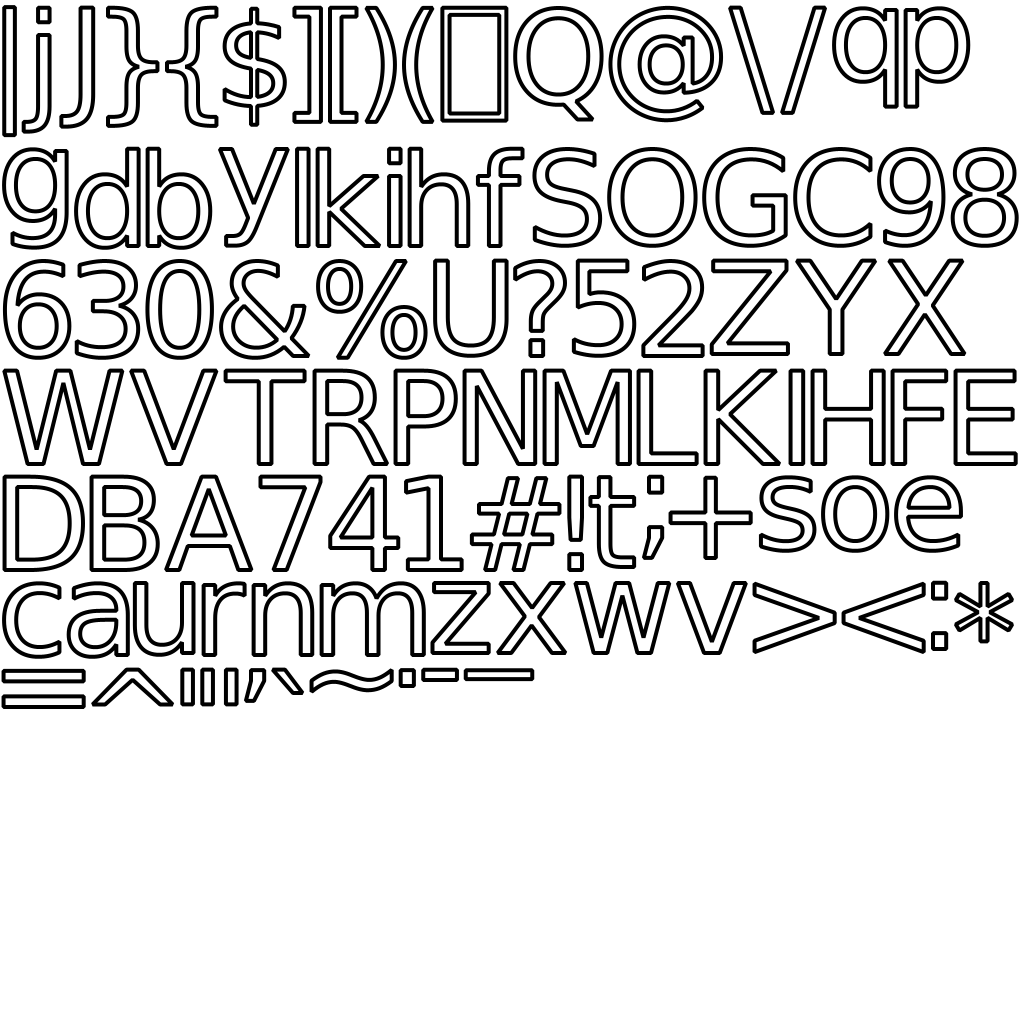 |jJ}{$][)(□Q@\/qp
gdbylkihfSOGC98
630&%U?52ZYX
WVTRPNMLKIHFE
DBA741#!t;+soe
caurnmzxwv><:*
=^"',`~.-_